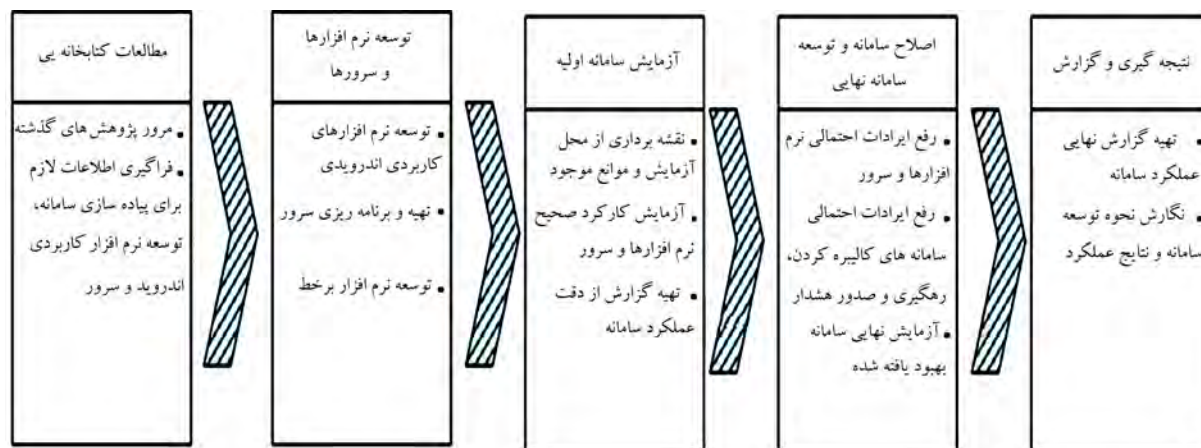 مطالعات کتابخانه یی
• مرور پژوهش های گذشته
• فراگیری اطلاعات لازم
برای پیاده سازی سامانه،
توسعه نرم افزار کاربردی
اندروید و سرور
توسعه نرم افزارها
و سرورها
• توسعه نرم افزارهای
کاربردی اندرویدی
• تهیه و برنامه ریزی سرور
• توسعه نرم افزار برخط
آزمایش سامانه اولیه
• نقشه برداری از محل
آزمایش و موانع موجود
• آزمایش کارکرد صحیح
نرم افزارها و سرور
• تهیه گزارش از دقت
عملکرد سامانه
اصلاح سامانه و توسعه
سامانه نهایی
• رفع ایرادات احتمالی نرم
افزارها و سرور
• رفع ایرادات احتمالی
سامانه های کالیبره کردن،
رهگیری و صدور هشدار
• آزمایش نهایی سامانه
بهبود یافته شده
نتیجه گیری و گزارش
• تهیه گزارش نهایی
عملکرد سامانه
• نگارش نحوه توسعه
سامانه و نتایج عملکرد